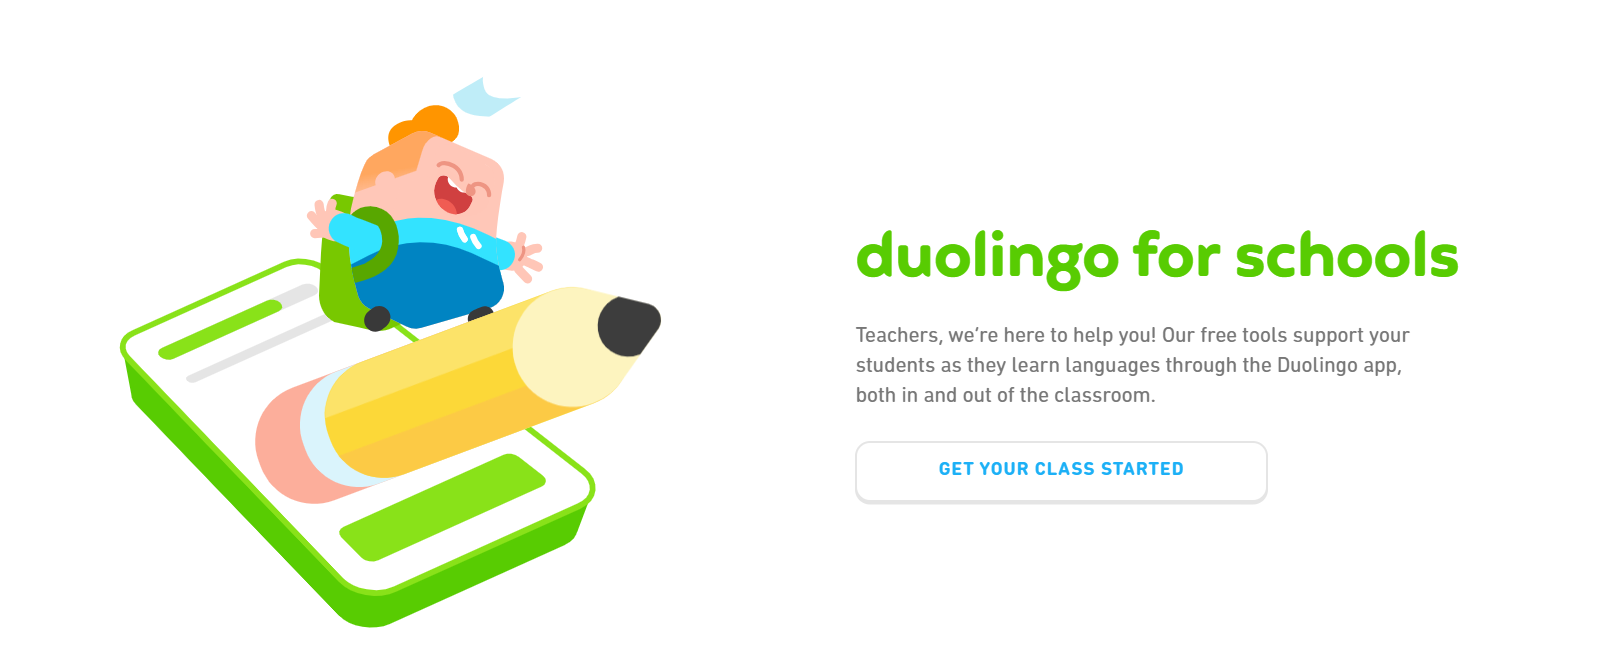 duolingo for schools
Teachers, we’re here to help you! Our free tools support your
students as they learn languages through the Duolingo app,
both in and out of the classroom.
GET YOUR CLASS STARTED